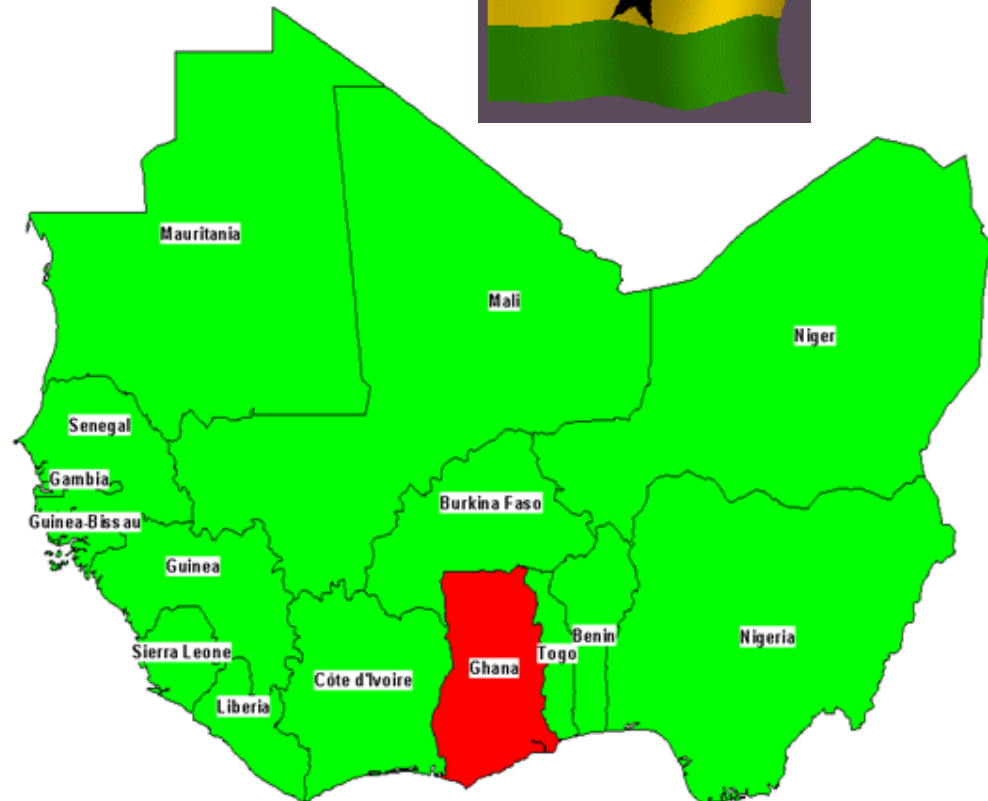 Mauritania
Mali
Niger
Senegal
Gambia
Burkina Faso
Guinea-Bissau
Guinea
Benin
Nigeria
Sierra Leone
Togo
Ghana
Côte d'Ivoire
Liberia